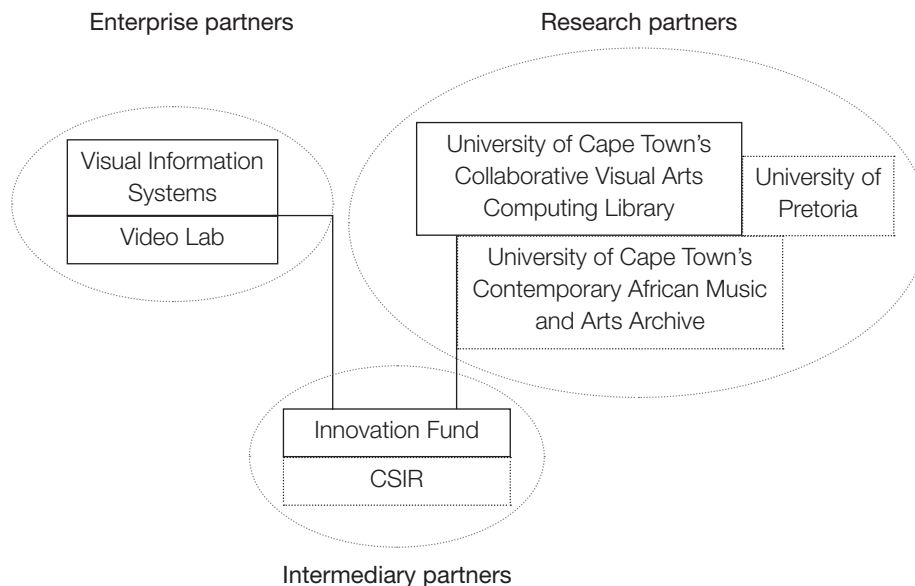 Enterprise partners
Research partners
Visual Information
Systems
Video Lab
University of Cape Town's
Collaborative Visual Arts
Computing Library
University of
Pretoria
University of Cape Town's
Contemporary African Music
and Arts Archive
Innovation Fund
CSIR
Intermediary partners